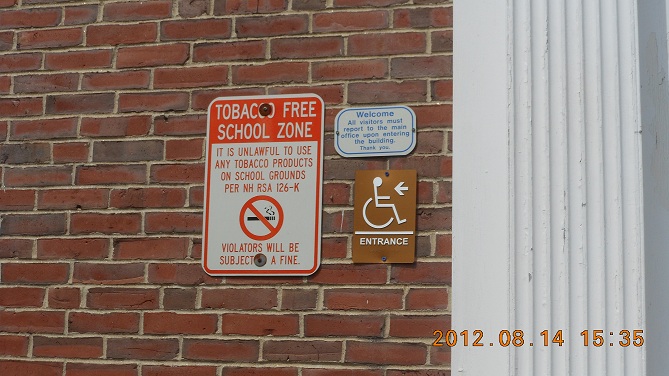 TOBACCO FREE
SCHOOL ZONE
IT IS UNLAWFUL TO USE
ANY TOBACCO PRODUCTS
ON SCHOOL GROUNDS
PER NH RSA 126-K
VIOLATORS WILL BE
SUBJECT A FINE.
Welcome
All visitors must
report to the main
office upon entering
the building.
Thank you.
ENTRANCE
2012.08.14 15:35